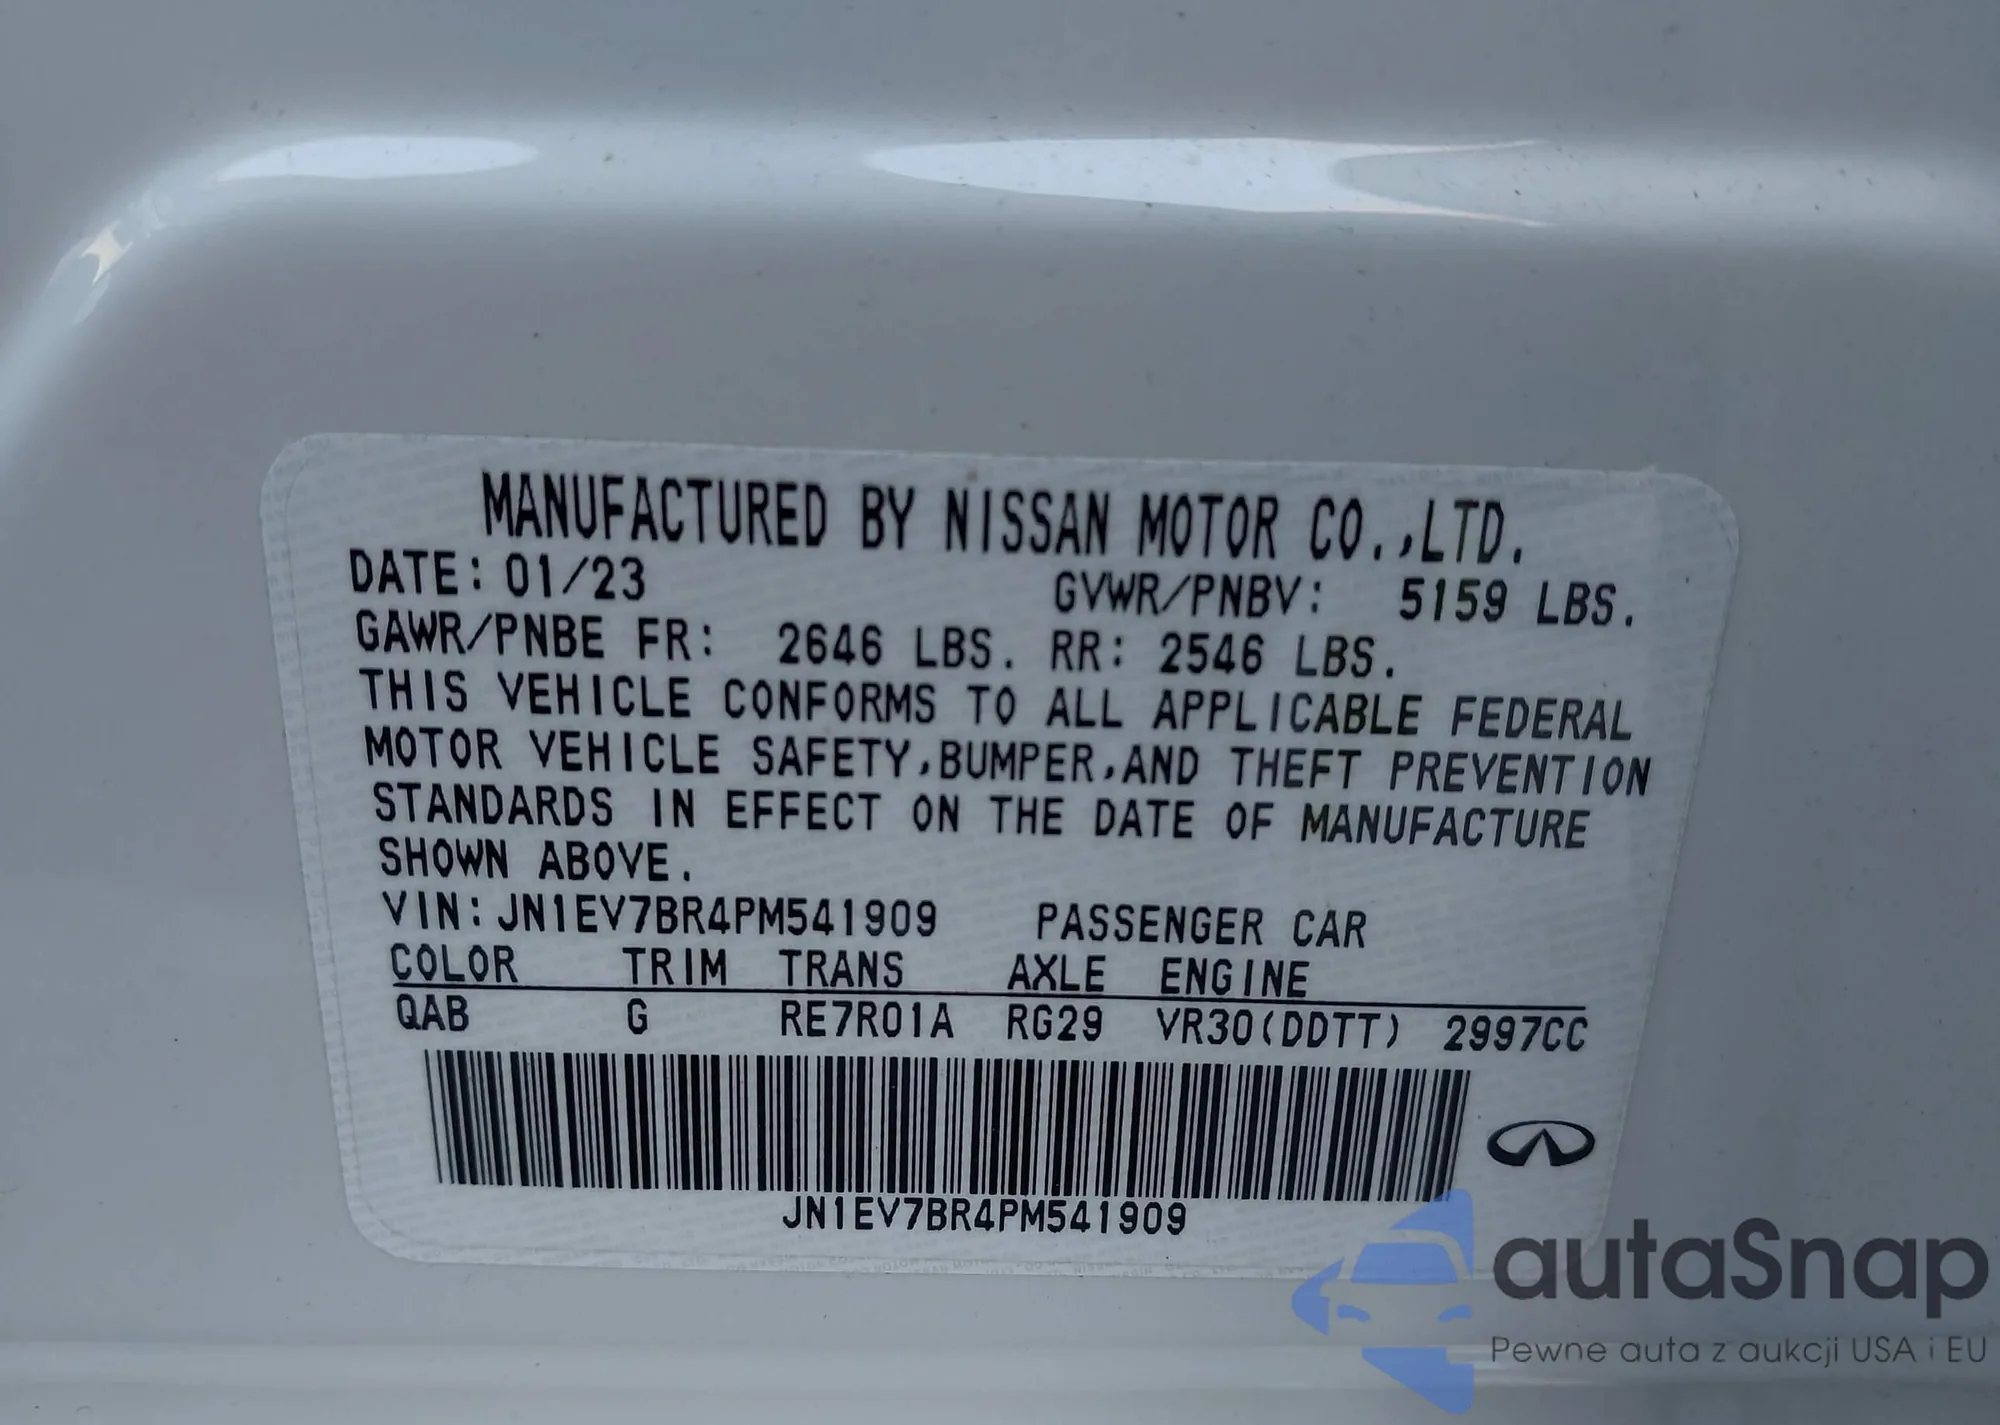 MANUFACTURED BY NISSAN MOTOR CO.,LTD.
DATE: 01/23 GVWR/PNBV: 5159 LBS.
GAWR/PNBE FR: 2646 LBS. RR: 2546 LBS.
THIS VEHICLE CONFORMS TO ALL APPLICABLE FEDERAL
MOTOR VEHICLE SAFETY,BUMPER,AND THEFT PREVENTION
STANDARDS IN EFFECT ON THE DATE OF MANUFACTURE
SHOWN ABOVE.
VIN: JN1EV7BR4PM541909 PASSENGER CAR
COLOR TRIM TRANS AXLE ENGINE
QAB G RE7R01A RG29 VR30(DDTT) 2997CC
JN1EV7BR4PM541909
autaSnap
Pewne auta z aukcji USA i EU